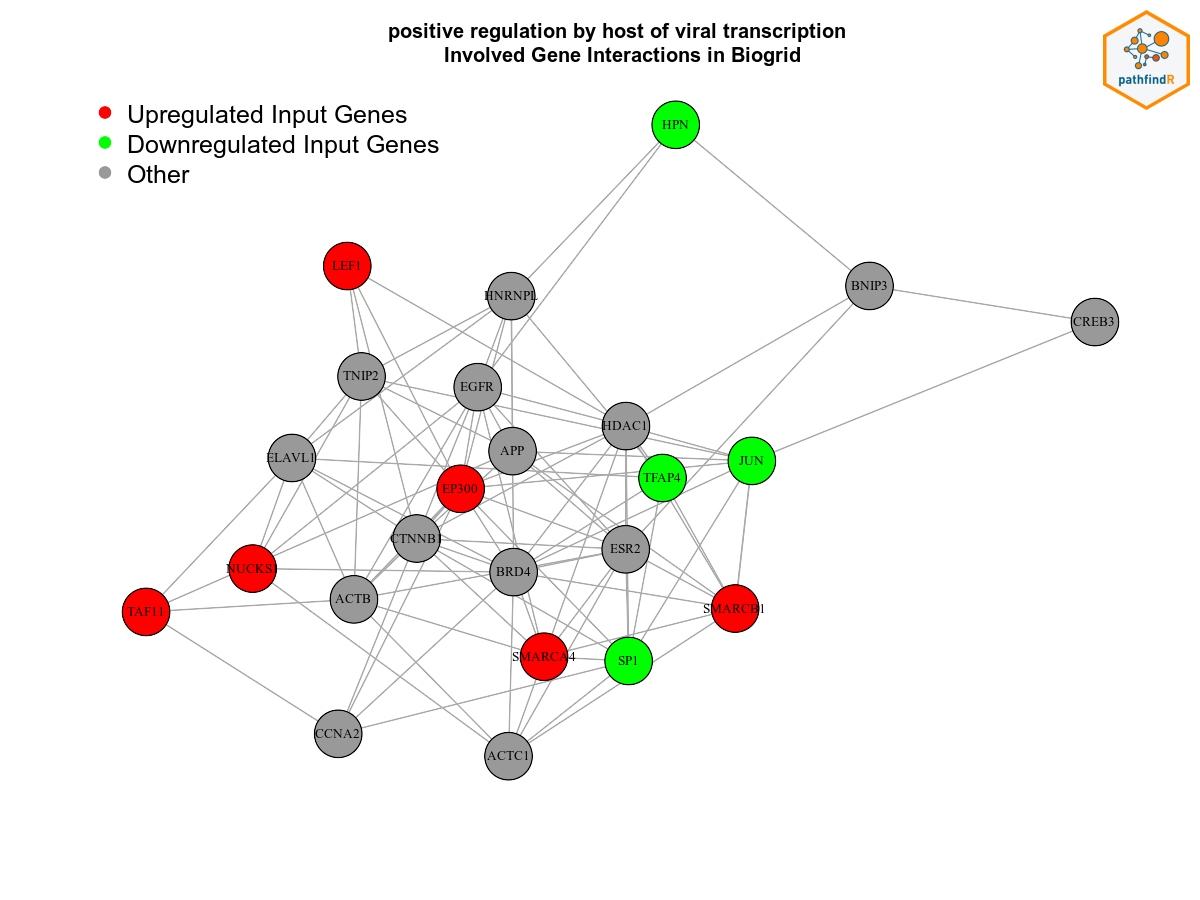 positive regulation by host of viral transcription
Involved Gene Interactions in Biogrid
pathfindR
Upregulated Input Genes
Downregulated Input Genes
Other
HPN
LEF1
BNIP3
HNRNPL
CREB3
TNIP2
EGFR
HDAC1
APP
ELAVL1
JUN
TFAP4
EP300
CTNNB1
ESR2
NUCKS1
BRD4
ACTB
TAF11
SMARCB1
SMARCA4
SP1
CCNA2
ACTC1